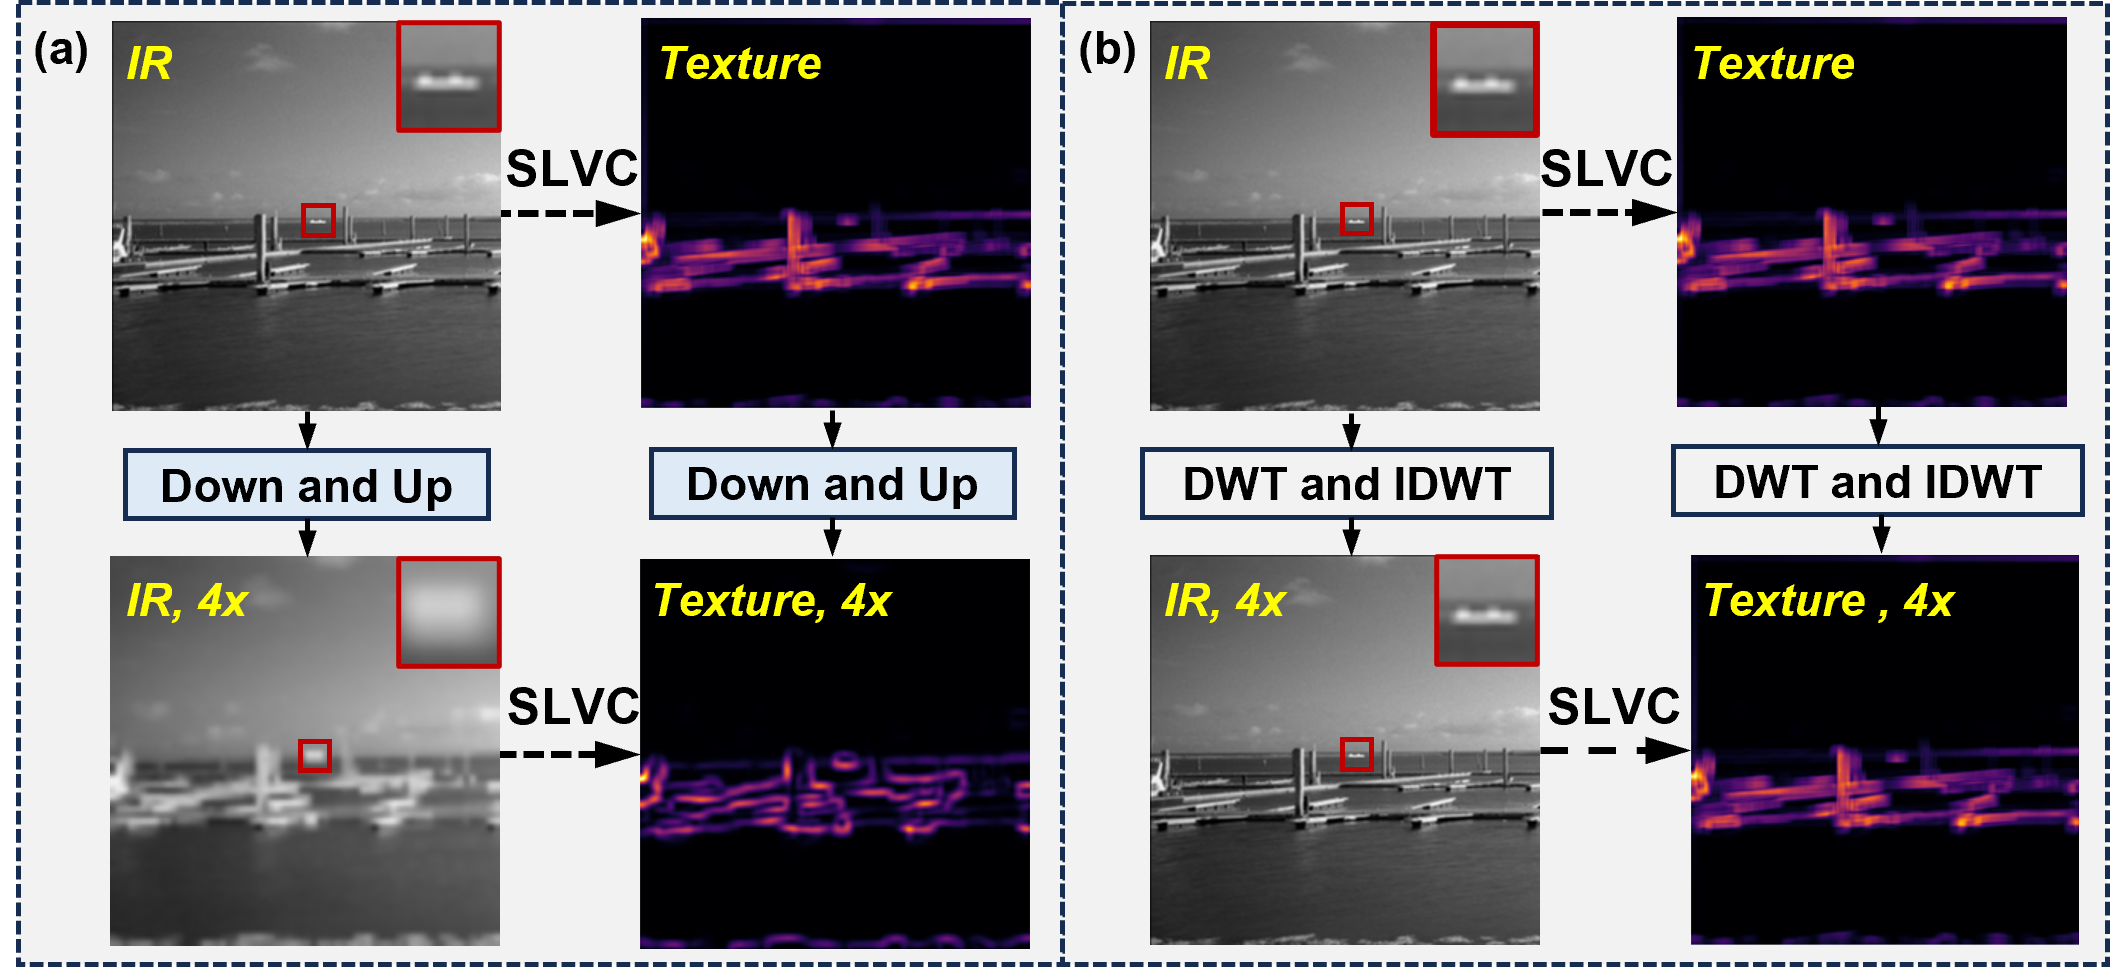 (a)
IR
SLVC
Texture
Down and Up
Down and Up
IR, 4x
SLVC
Texture, 4x
(b)
IR
SLVC
Texture
DWT and IDWT
DWT and IDWT
IR, 4x
SLVC
Texture , 4x